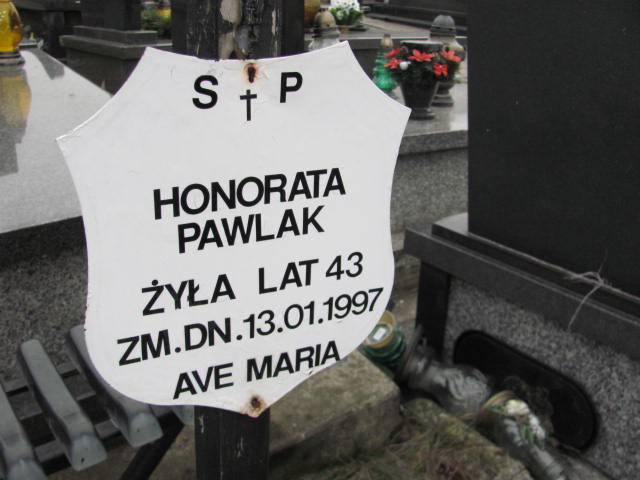 S † P
HONORATA
PAWLAK
ŻYŁA LAT 43
ZM.DN.13.01.1997
AVE MARIA